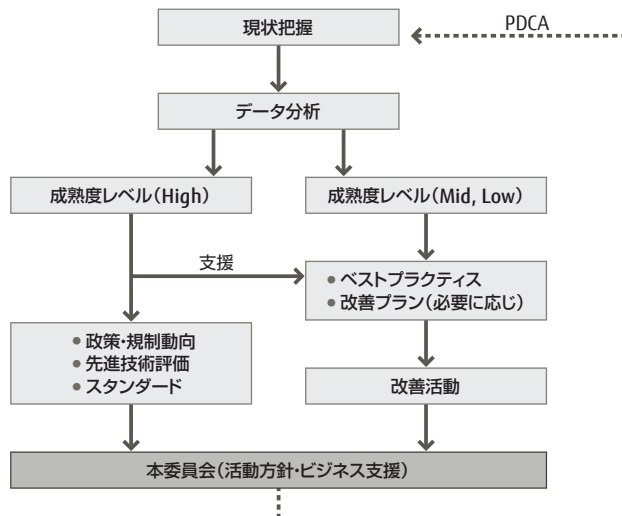 現状把握
PDCA
データ分析
成熟度レベル（High）
成熟度レベル（Mid, Low）
支援
● ベストプラクティス
● 改善プラン（必要に応じ）
● 政策・規制動向
● 先進技術評価
● スタンダード
改善活動
本委員会（活動方針・ビジネス支援）